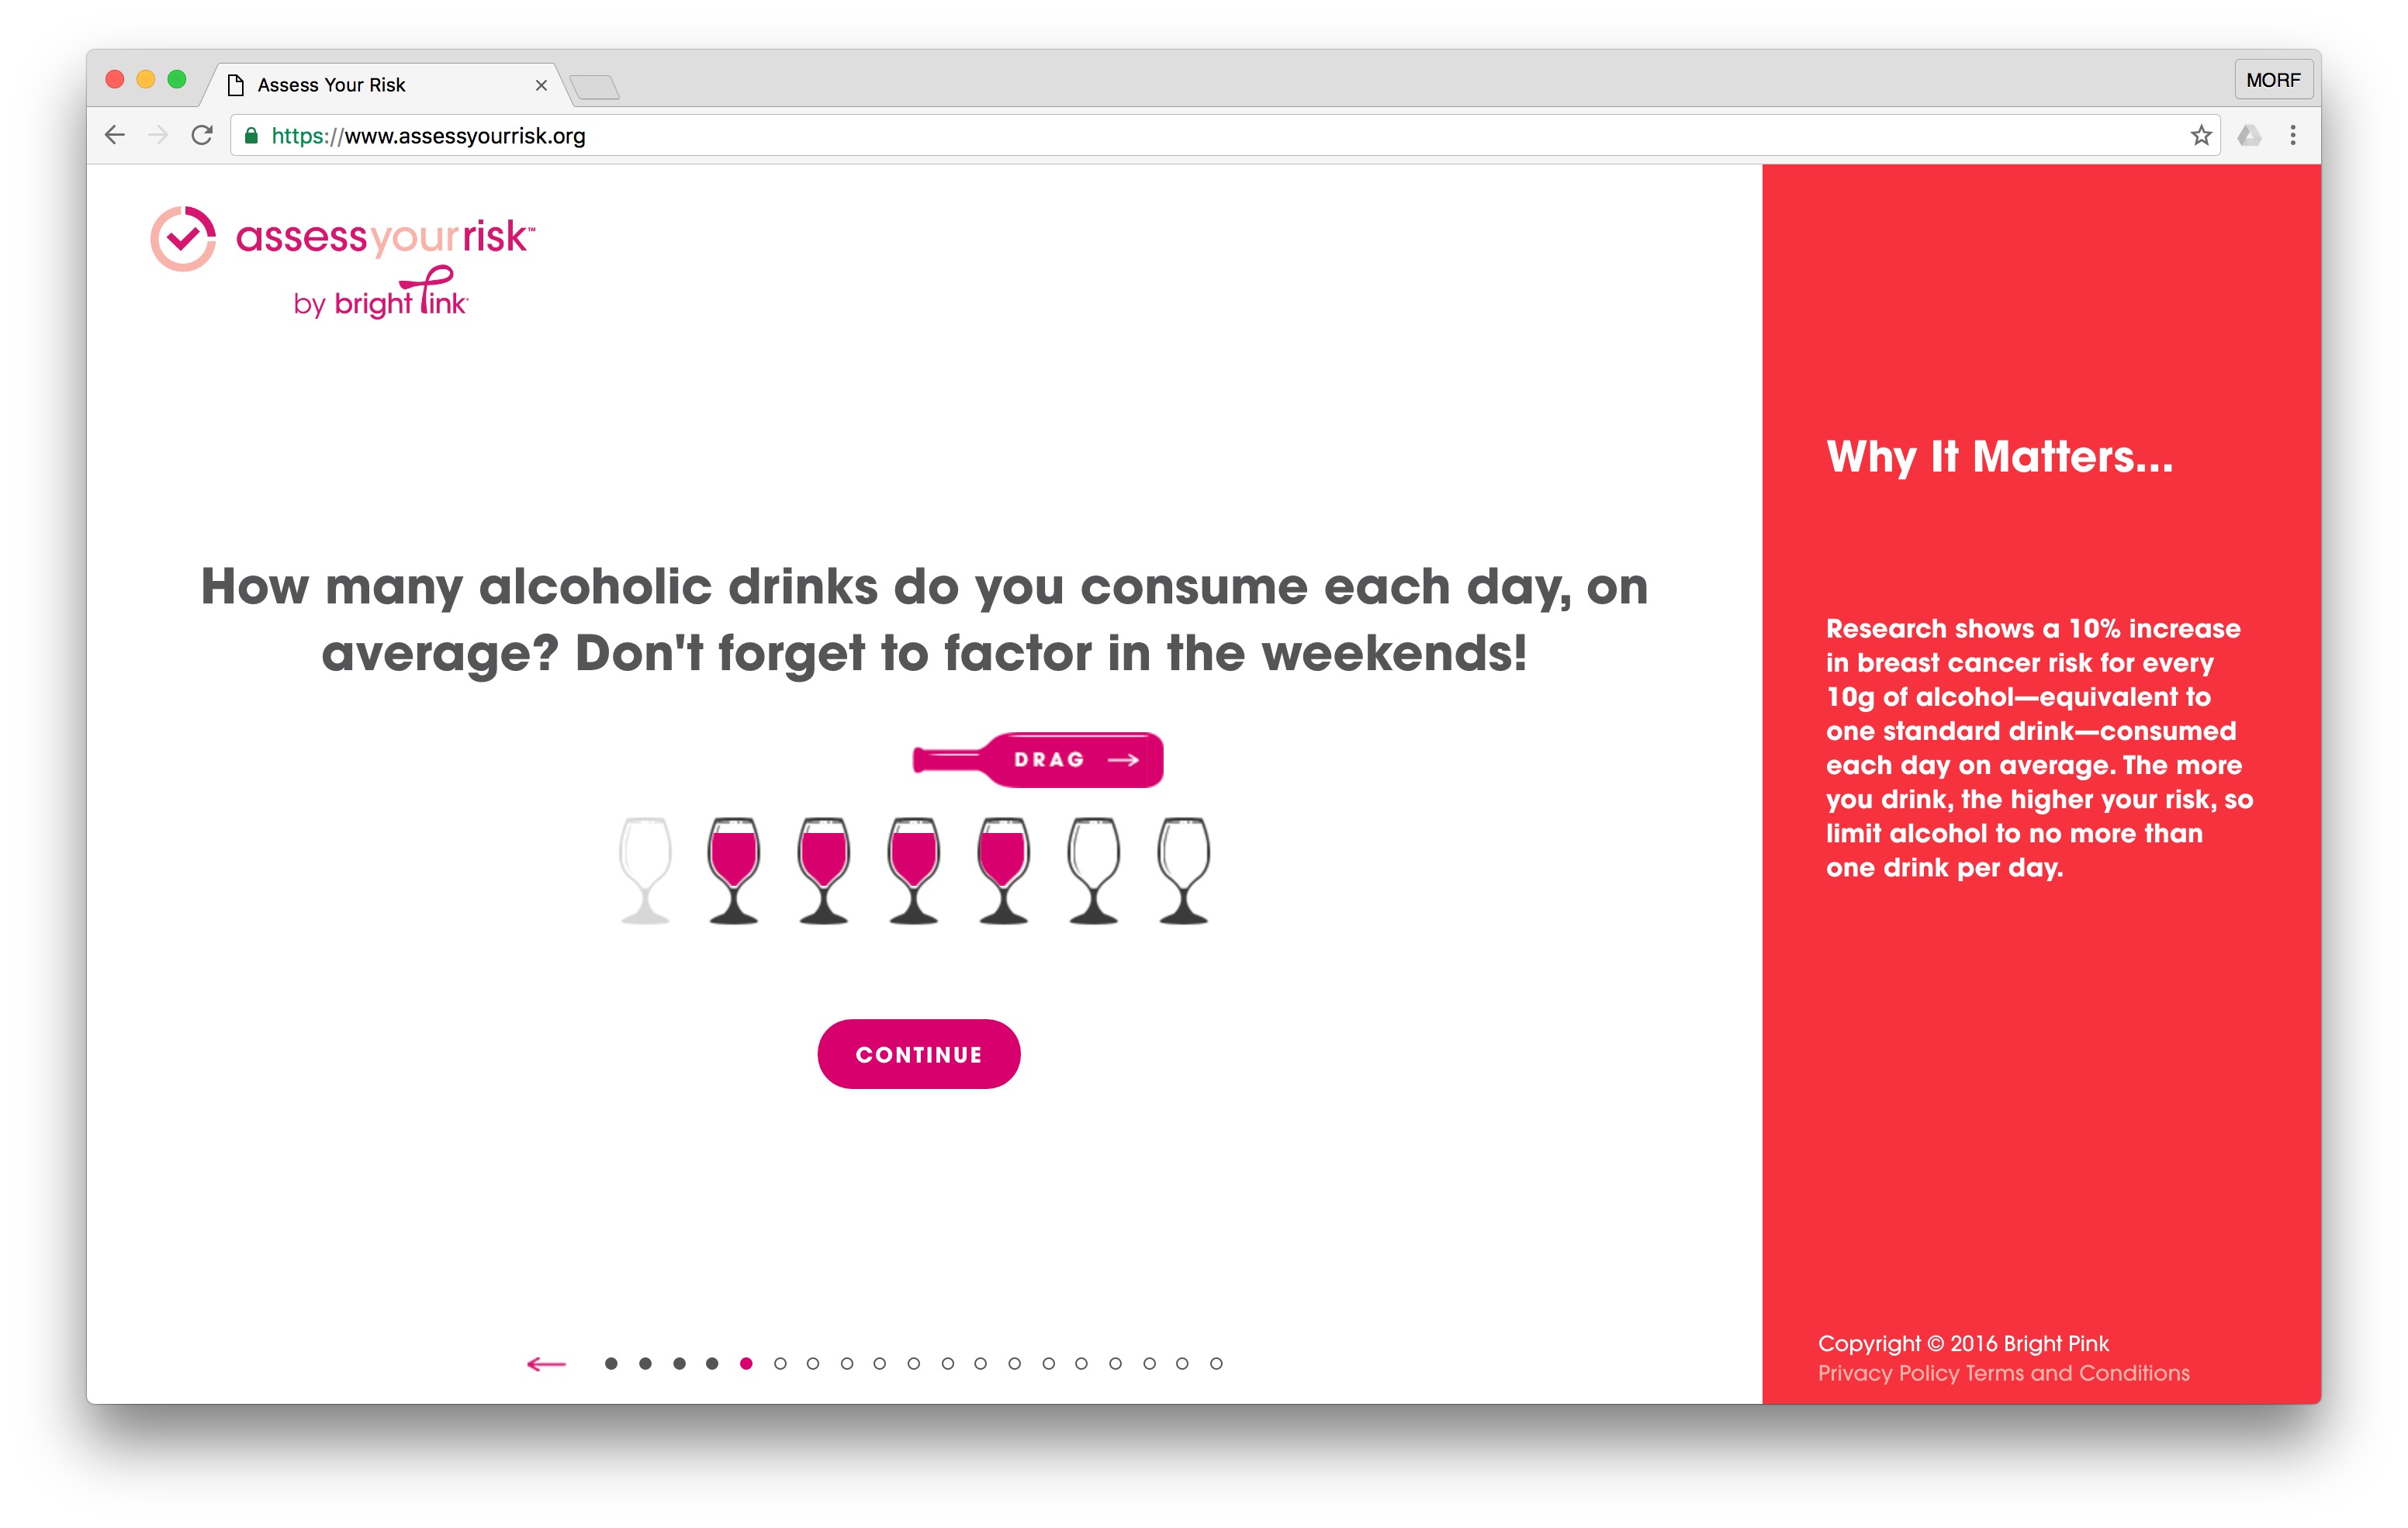 Assess Your Risk
MORF
https://www.assessyourrisk.org
assessyourrisk™
by bright pink
How many alcoholic drinks do you consume each day, on
average? Don't forget to factor in the weekends!
DRAG
CONTINUE
Why It Matters...
Research shows a 10% increase
in breast cancer risk for every
10g of alcohol—equivalent to
one standard drink—consumed
each day on average. The more
you drink, the higher your risk, so
limit alcohol to no more than
one drink per day.
Copyright © 2016 Bright Pink
Privacy Policy Terms and Conditions